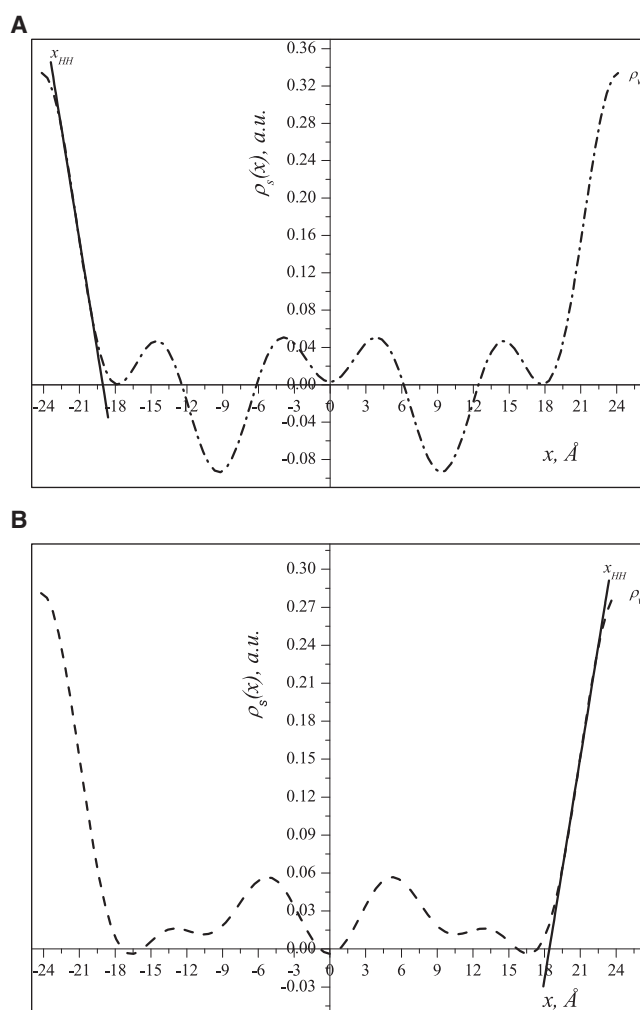 A
x_HH
0.36
0.32
0.28
0.24
0.20
0.16
0.12
0.08
0.04
0.00
-0.04
-0.08
ρ_s(x), a.u.
-24 -21 -18 -15 -12 -9 -6 -3 0 3 6 9 12 15 18 21 24
x, Å
B
x_HH
0.30
0.27
0.24
0.21
0.18
0.15
0.12
0.09
0.06
0.03
0.00
-0.03
ρ_s(x), a.u.
-24 -21 -18 -15 -12 -9 -6 -3 0 3 6 9 12 15 18 21 24
x, Å